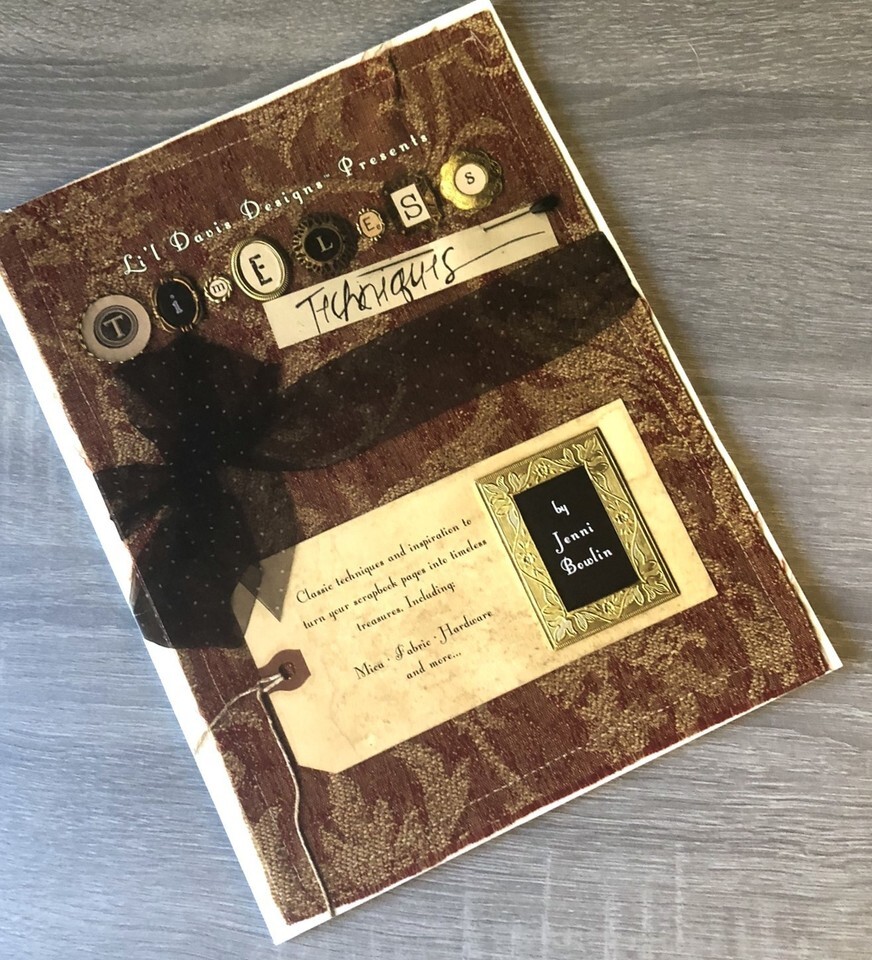 Li'l Davis Designs™ Presents
TimELESS
TEChNiQUES
Classic techniques and inspiration to
turn your scrapbook pages into timeless
treasures. Including:
Mica · Fabric · Hardware
and more...
by
Jenni
Bowlin